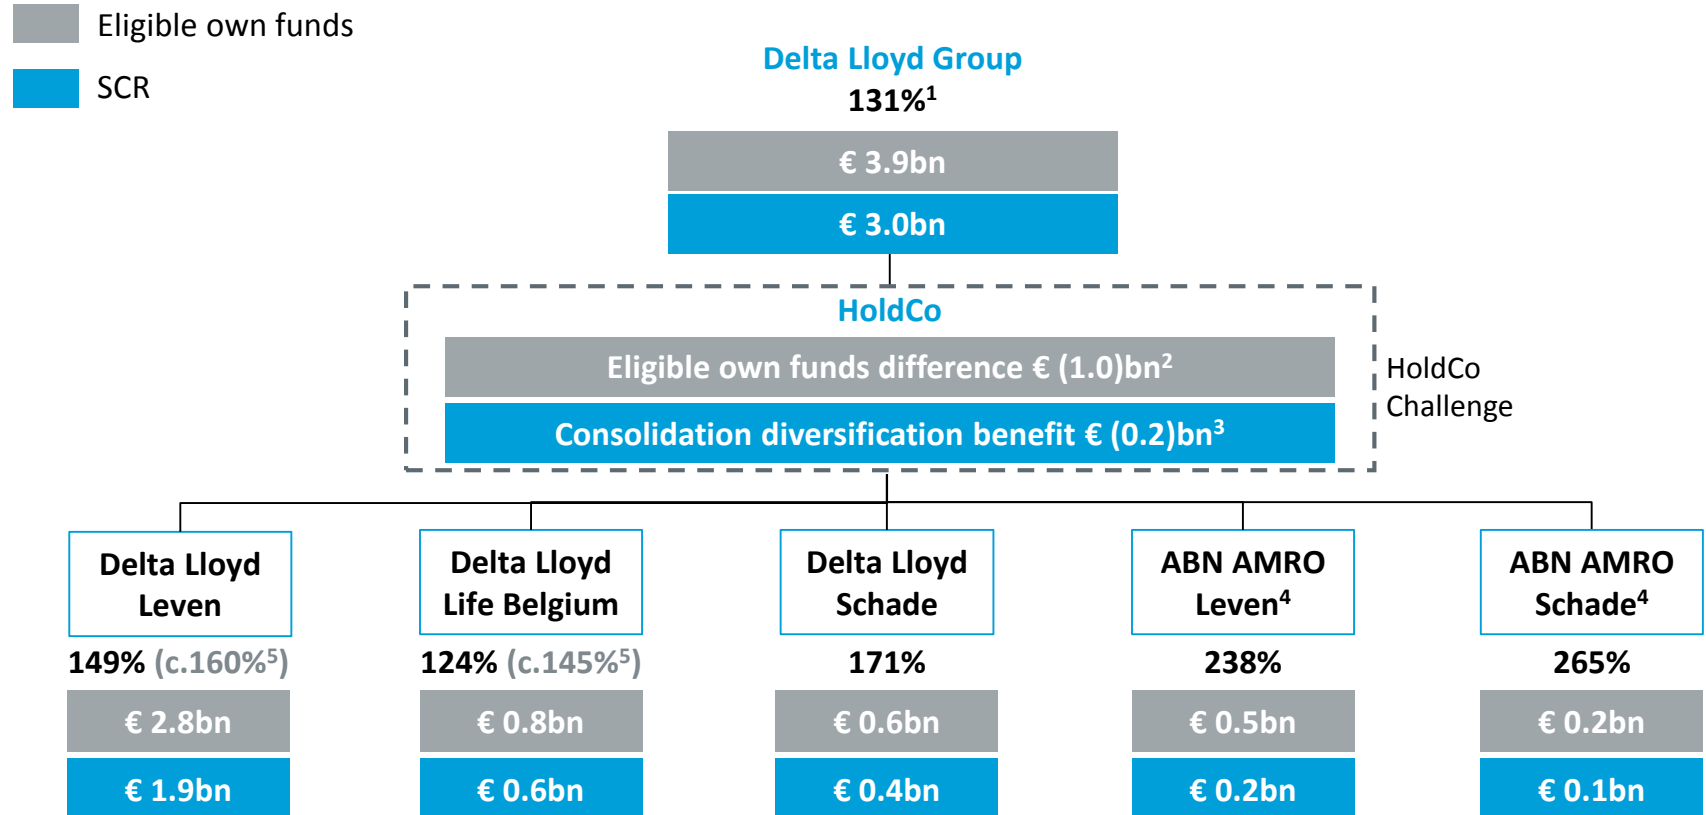 Eligible own funds
SCR
Delta Lloyd Group
131%¹
€ 3.9bn
€ 3.0bn
HoldCo
Eligible own funds difference € (1.0)bn²
Consolidation diversification benefit € (0.2)bn³
HoldCo
Challenge
Delta Lloyd
Leven
149% (c.160%⁵)
€ 2.8bn
€ 1.9bn
Delta Lloyd
Life Belgium
124% (c.145%⁵)
€ 0.8bn
€ 0.6bn
Delta Lloyd
Schade
171%
€ 0.6bn
€ 0.4bn
ABN AMRO
Leven⁴
238%
€ 0.5bn
€ 0.2bn
ABN AMRO
Schade⁴
265%
€ 0.2bn
€ 0.1bn